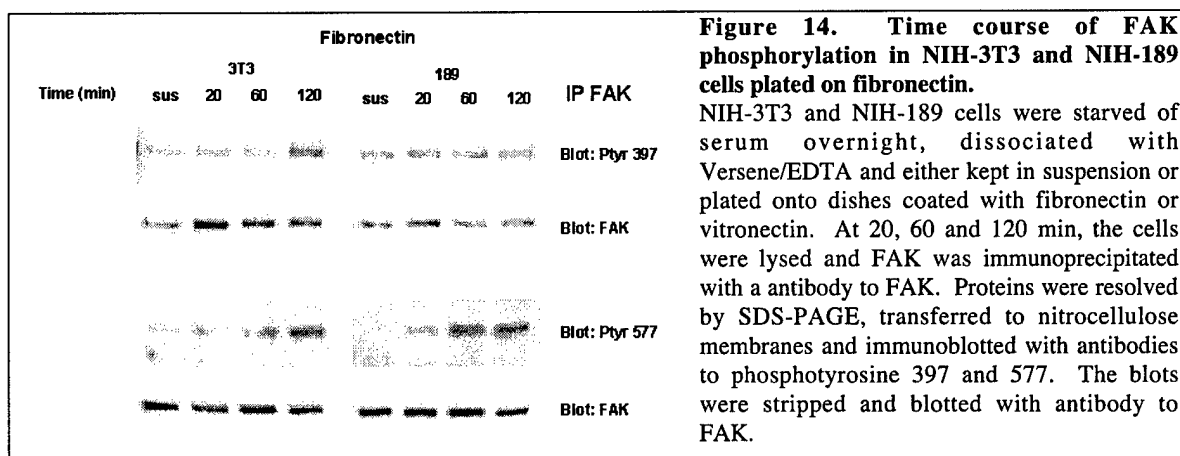 Fibronectin
3T3 189
Time (min) sus 20 60 120 sus 20 60 120 IP FAK
Blot: Ptyr 397
Blot: FAK
Blot: Ptyr 577
Blot: FAK
Figure 14. Time course of FAK
phosphorylation in NIH-3T3 and NIH-189
cells plated on fibronectin.
NIH-3T3 and NIH-189 cells were starved of
serum overnight, dissociated with
Versene/EDTA and either kept in suspension or
plated onto dishes coated with fibronectin or
vitronectin. At 20, 60 and 120 min, the cells
were lysed and FAK was immunoprecipitated
with a antibody to FAK. Proteins were resolved
by SDS-PAGE, transferred to nitrocellulose
membranes and immunoblotted with antibodies
to phosphotyrosine 397 and 577. The blots
were stripped and blotted with antibody to
FAK.